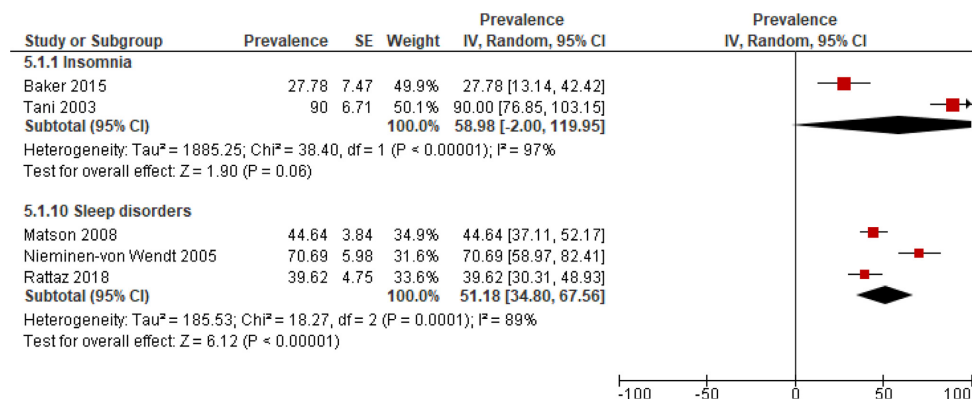 Prevalence Prevalence
Study or Subgroup Prevalence SE Weight IV, Random, 95% CI IV, Random, 95% CI
5.1.1 Insomnia
Baker 2015 27.78 7.47 49.9% 27.78 [13.14, 42.42]
Tani 2003 90 6.71 50.1% 90.00 [76.85, 103.15]
Subtotal (95% CI) 100.0% 58.98 [-2.00, 119.95]
Heterogeneity: Tau² = 1885.25; Chi² = 38.40, df = 1 (P < 0.00001); I² = 97%
Test for overall effect: Z = 1.90 (P = 0.06)
5.1.10 Sleep disorders
Matson 2008 44.64 3.84 34.9% 44.64 [37.11, 52.17]
Nieminen-von Wendt 2005 70.69 5.98 31.6% 70.69 [58.97, 82.41]
Rattaz 2018 39.62 4.75 33.6% 39.62 [30.31, 48.93]
Subtotal (95% CI) 100.0% 51.18 [34.80, 67.56]
Heterogeneity: Tau² = 185.53; Chi² = 18.27, df = 2 (P = 0.0001); I² = 89%
Test for overall effect: Z = 6.12 (P < 0.00001)
-100 -50 0 50 100